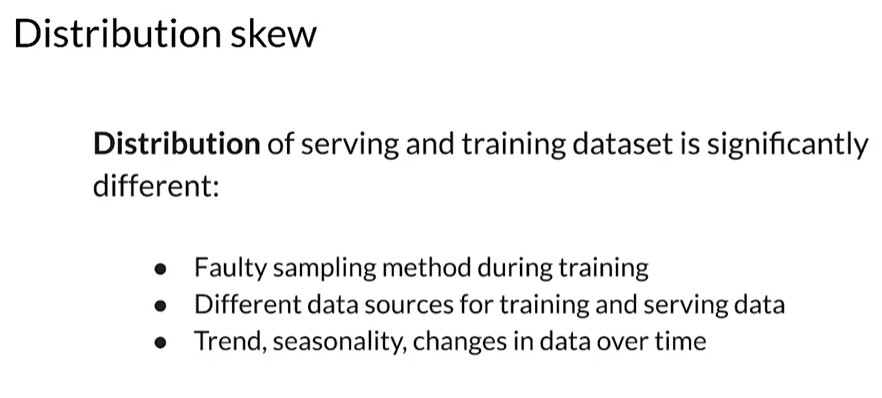 Distribution skew
Distribution of serving and training dataset is significantly
different:
● Faulty sampling method during training
● Different data sources for training and serving data
● Trend, seasonality, changes in data over time